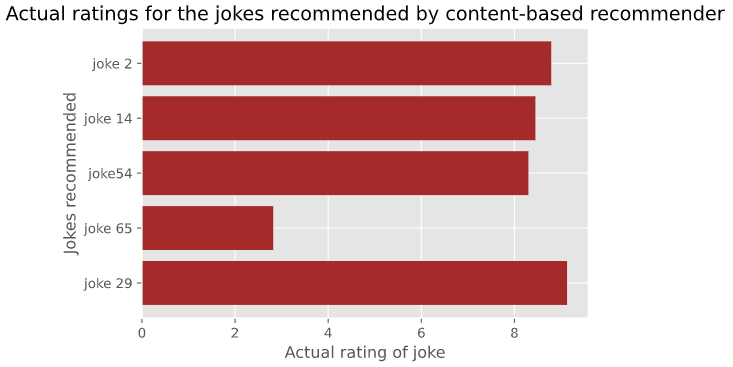 Actual ratings for the jokes recommended by content-based recommender
Jokes recommended
joke 2
joke 14
joke54
joke 65
joke 29
0 2 4 6 8
Actual rating of joke